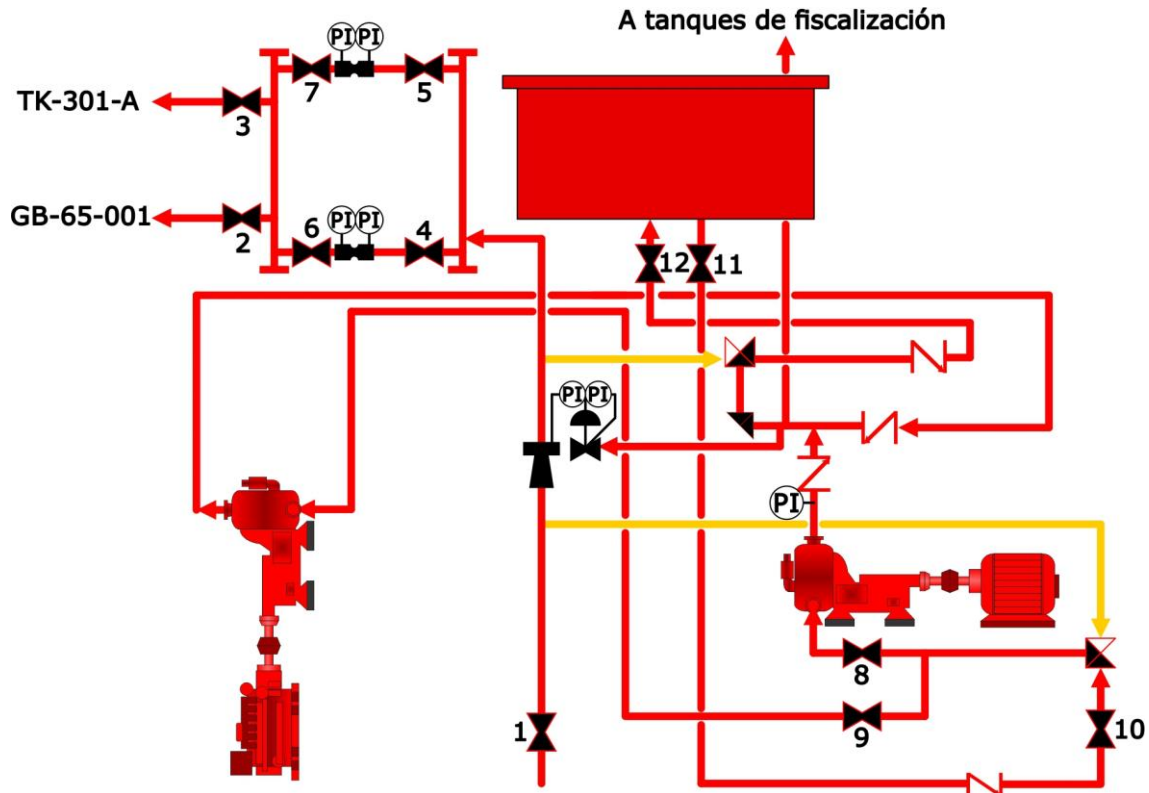 A tanques de fiscalización
PI PI
7 5
TK-301-A
3
GB-65-001
2
PI PI
6 4
12 11
PI PI
PI
8
1
9
10